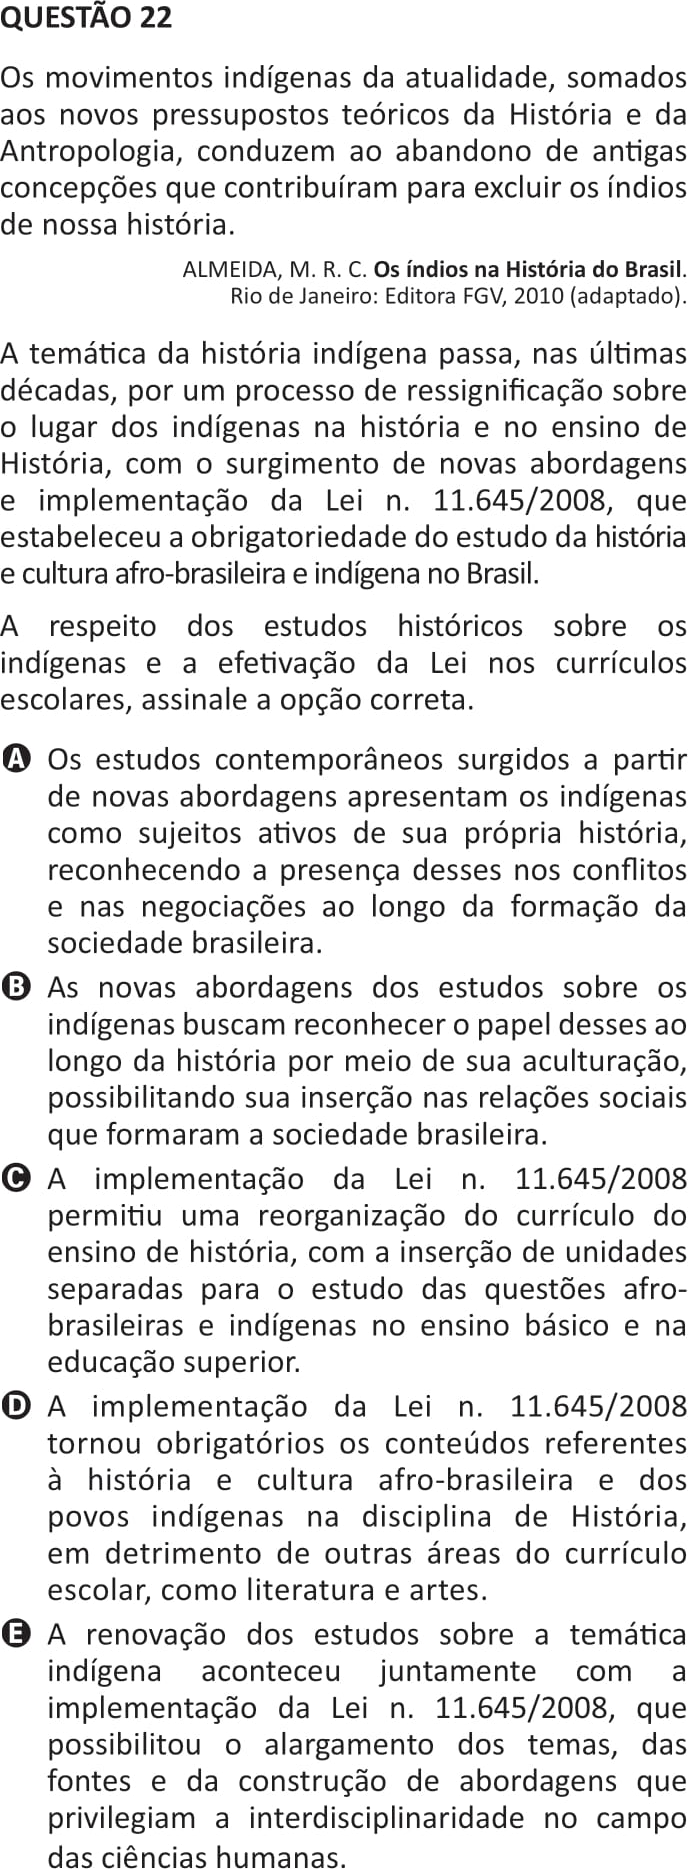 QUESTÃO 22
Os movimentos indígenas da atualidade, somados
aos novos pressupostos teóricos da História e da
Antropologia, conduzem ao abandono de antigas
concepções que contribuíram para excluir os índios
de nossa história.
ALMEIDA, M. R. C. Os índios na História do Brasil.
Rio de Janeiro: Editora FGV, 2010 (adaptado).
A temática da história indígena passa, nas últimas
décadas, por um processo de ressignificação sobre
o lugar dos indígenas na história e no ensino de
História, com o surgimento de novas abordagens
e implementação da Lei n. 11.645/2008, que
estabeleceu a obrigatoriedade do estudo da história
e cultura afro-brasileira e indígena no Brasil.
A respeito dos estudos históricos sobre os
indígenas e a efetivação da Lei nos currículos
escolares, assinale a opção correta.
A Os estudos contemporâneos surgidos a partir
de novas abordagens apresentam os indígenas
como sujeitos ativos de sua própria história,
reconhecendo a presença desses nos conflitos
e nas negociações ao longo da formação da
sociedade brasileira.
B As novas abordagens dos estudos sobre os
indígenas buscam reconhecer o papel desses ao
longo da história por meio de sua aculturação,
possibilitando sua inserção nas relações sociais
que formaram a sociedade brasileira.
C A implementação da Lei n. 11.645/2008
permitiu uma reorganização do currículo do
ensino de história, com a inserção de unidades
separadas para o estudo das questões afro-
brasileiras e indígenas no ensino básico e na
educação superior.
D A implementação da Lei n. 11.645/2008
tornou obrigatórios os conteúdos referentes
à história e cultura afro-brasileira e dos
povos indígenas na disciplina de História,
em detrimento de outras áreas do currículo
escolar, como literatura e artes.
E A renovação dos estudos sobre a temática
indígena aconteceu juntamente com a
implementação da Lei n. 11.645/2008, que
possibilitou o alargamento dos temas, das
fontes e da construção de abordagens que
privilegiam a interdisciplinaridade no campo
das ciências humanas.